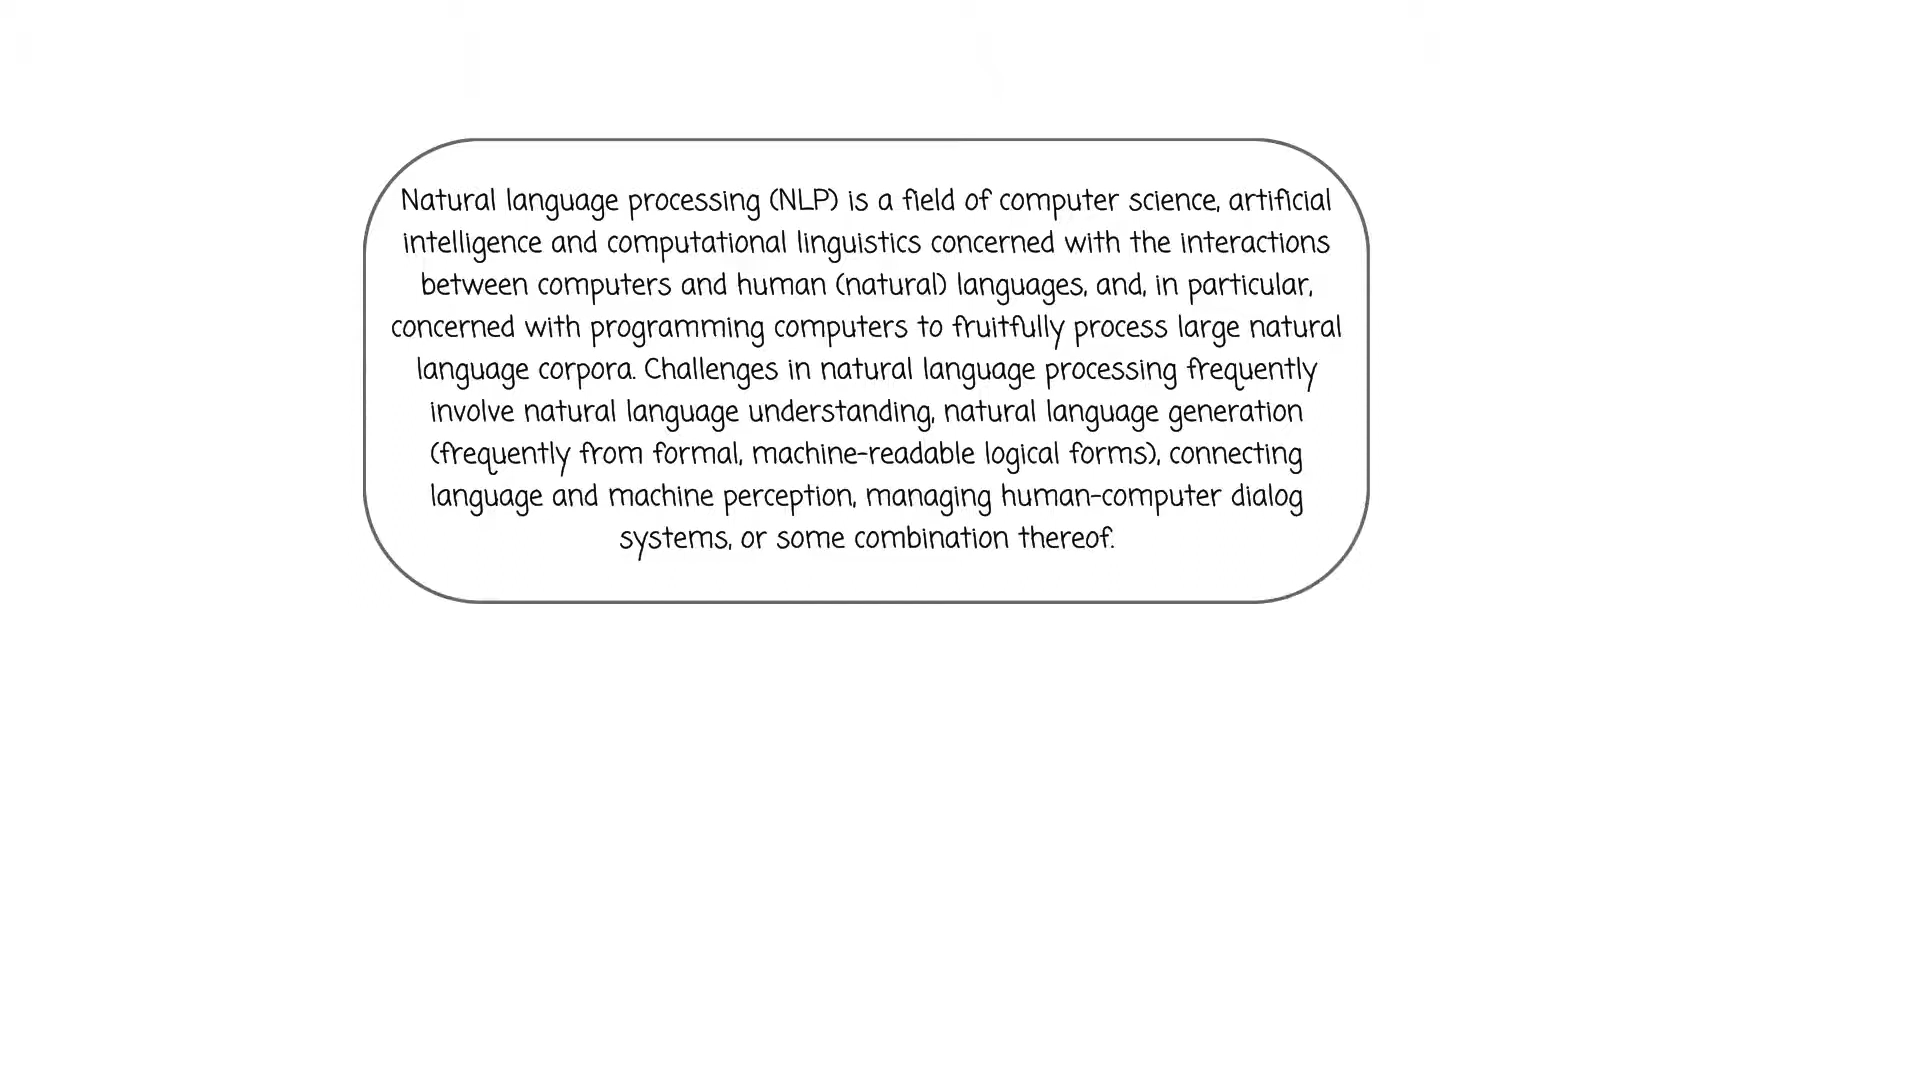 Natural language processing (NLP) is a field of computer science, artificial
intelligence and computational linguistics concerned with the interactions
between computers and human (natural) languages, and, in particular,
concerned with programming computers to fruitfully process large natural
language corpora. Challenges in natural language processing frequently
involve natural language understanding, natural language generation
(frequently from formal, machine-readable logical forms), connecting
language and machine perception, managing human-computer dialog
systems, or some combination thereof.